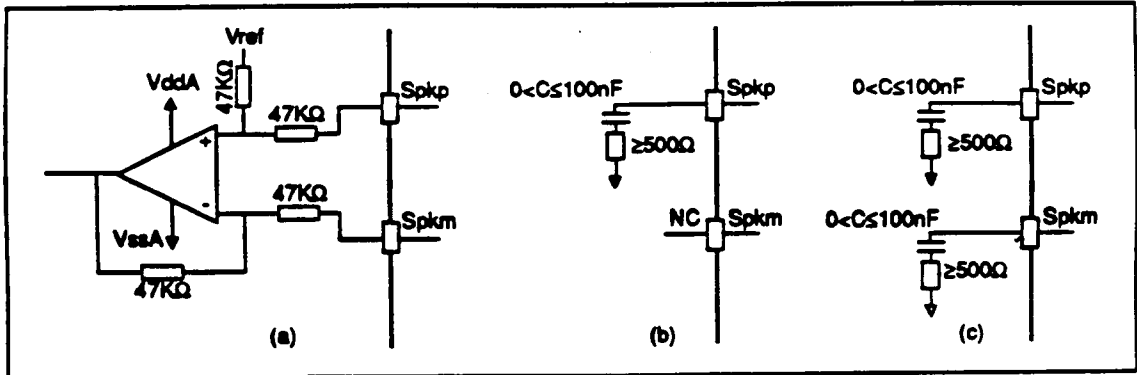 Vref
VddA
47KΩ
47KΩ
Spkp
+
-
47KΩ
Spkm
VssA
47KΩ
(a)
0<C≤100nF
Spkp
≥500Ω
NC
Spkm
(b)
0<C≤100nF
Spkp
≥500Ω
0<C≤100nF
Spkm
≥500Ω
(c)